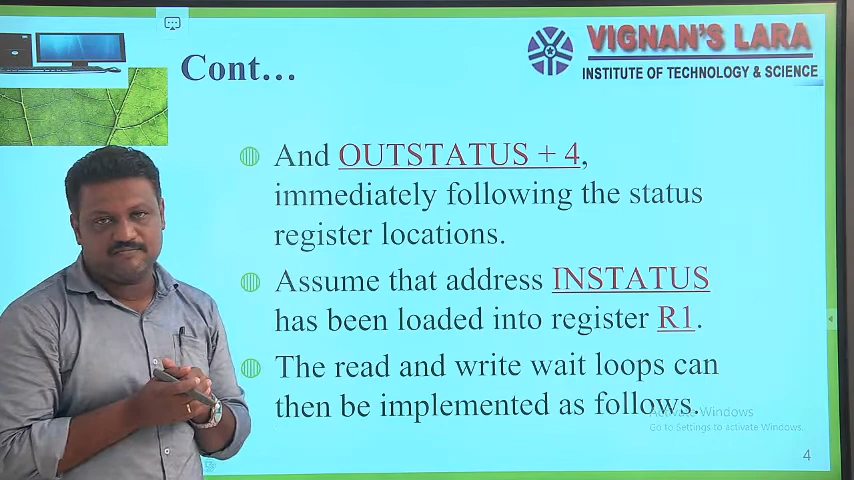 Cont...
VIGNAN'S LARA
INSTITUTE OF TECHNOLOGY & SCIENCE
And OUTSTATUS + 4,
immediately following the status
register locations.
Assume that address INSTATUS
has been loaded into register R1.
The read and write wait loops can
then be implemented as follows.
Activate Windows
Go to Settings to activate Windows.
4